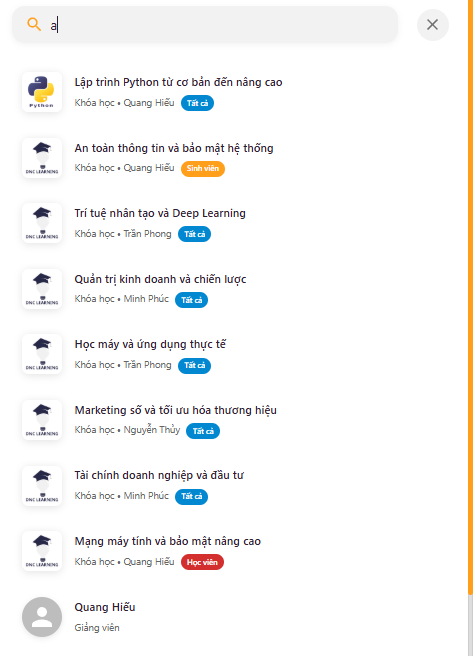 a
Lập trình Python từ cơ bản đến nâng cao
Python
Khóa học • Quang Hiếu Tất cả
An toàn thông tin và bảo mật hệ thống
DNC LEARNING
Khóa học • Quang Hiếu Sinh viên
Trí tuệ nhân tạo và Deep Learning
DNC LEARNING
Khóa học • Trần Phong Tất cả
Quản trị kinh doanh và chiến lược
DNC LEARNING
Khóa học • Minh Phúc Tất cả
Học máy và ứng dụng thực tế
DNC LEARNING
Khóa học • Trần Phong Tất cả
Marketing số và tối ưu hóa thương hiệu
DNC LEARNING
Khóa học • Nguyễn Thủy Tất cả
Tài chính doanh nghiệp và đầu tư
DNC LEARNING
Khóa học • Minh Phúc Tất cả
Mạng máy tính và bảo mật nâng cao
DNC LEARNING
Khóa học • Quang Hiếu Học viên
Quang Hiếu
Giảng viên